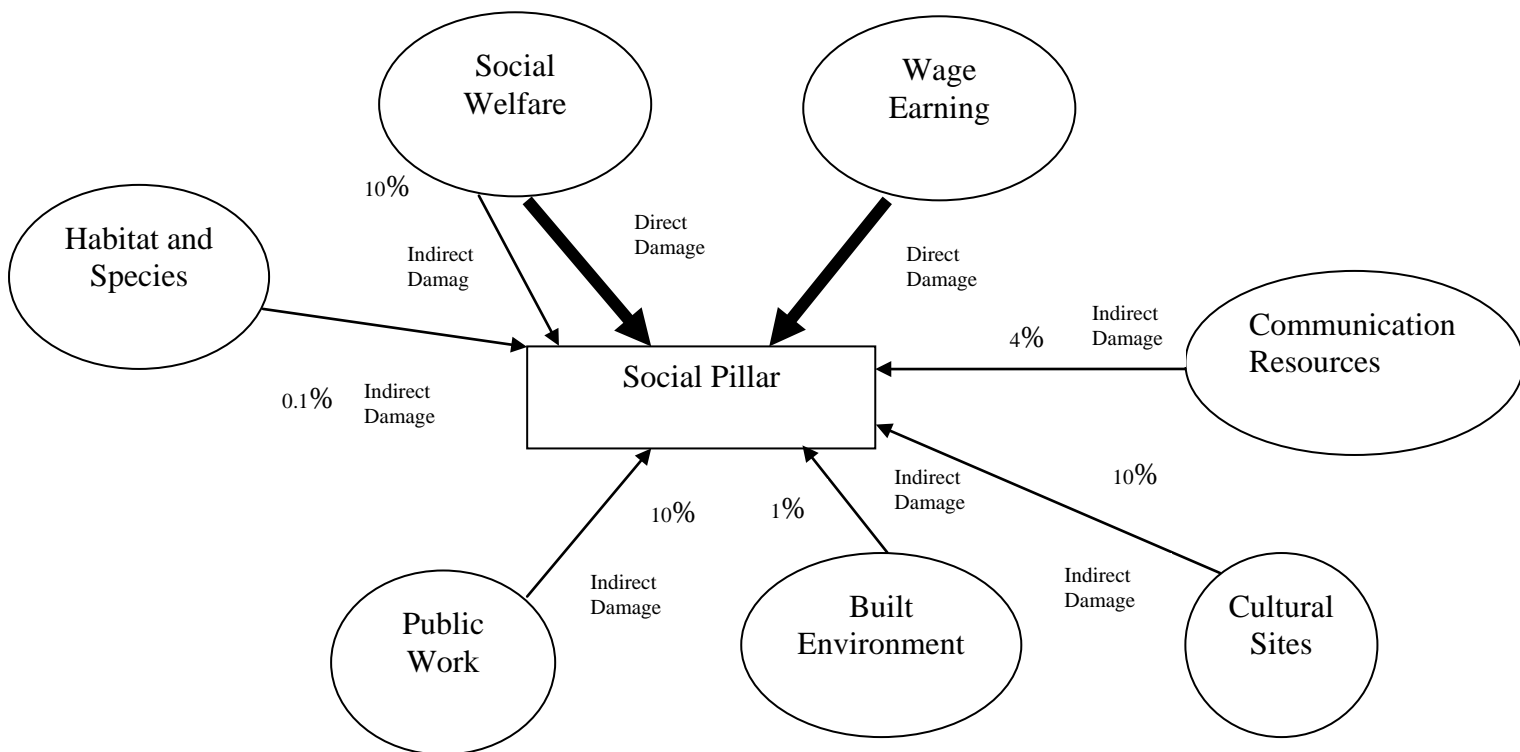 Social
Welfare
Wage
Earning
10%
Direct
Damage
Indirect
Damag
Direct
Damage
Habitat and
Species
Communication
Resources
4%
Indirect
Damage
Social Pillar
0.1%
Indirect
Damage
10%
1%
Indirect
Damage
10%
Indirect
Damage
Indirect
Damage
Public
Work
Built
Environment
Cultural
Sites